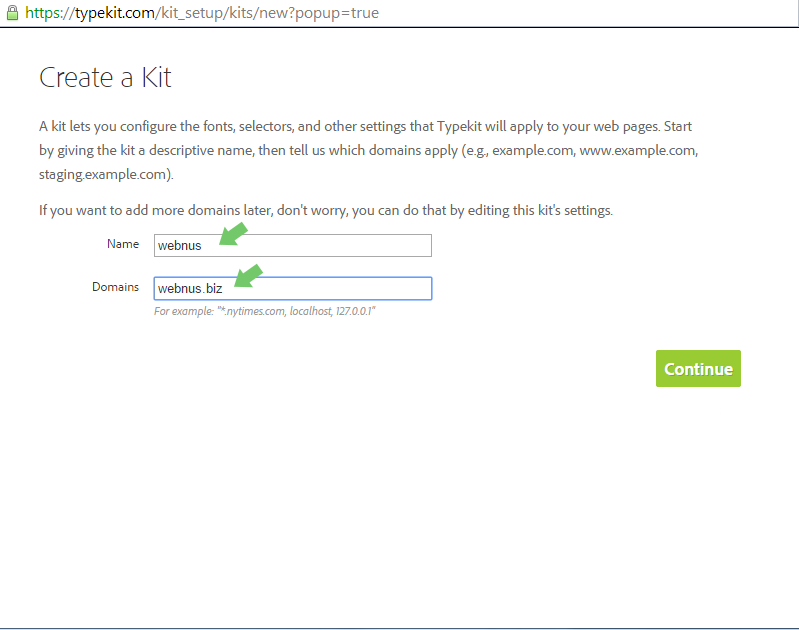 https://typekit.com/kit_setup/kits/new?popup=true
Create a Kit
A kit lets you configure the fonts, selectors, and other settings that Typekit will apply to your web pages. Start
by giving the kit a descriptive name, then tell us which domains apply (e.g., example.com, www.example.com,
staging.example.com).
If you want to add more domains later, don't worry, you can do that by editing this kit's settings.
Name webnus
Domains webnus.biz
For example: "*.nytimes.com, localhost, 127.0.0.1"
Continue